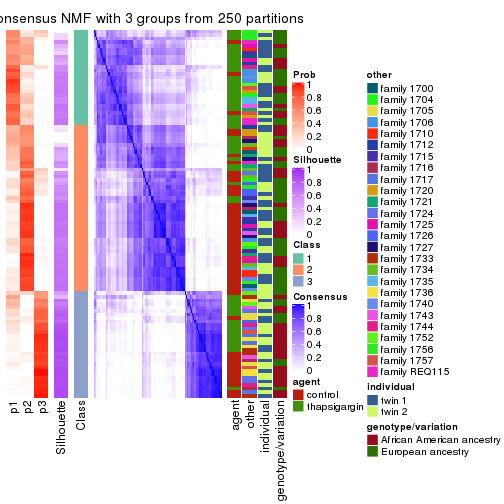 onsensus NMF with 3 groups from 250 partitions
p1
p2
p3
Silhouette
Class
agent
other
individual
genotype/variation
Prob
1
0.8
0.6
0.4
0.2
0
Silhouette
1
0.8
0.6
0.4
0.2
0
Class
1
2
3
Consensus
1
0.8
0.6
0.4
0.2
0
agent
control
thapsigargin
other
family 1700
family 1704
family 1705
family 1706
family 1710
family 1712
family 1715
family 1716
family 1717
family 1720
family 1721
family 1724
family 1725
family 1726
family 1727
family 1733
family 1734
family 1735
family 1736
family 1740
family 1743
family 1744
family 1752
family 1756
family 1757
family REQ115
individual
twin 1
twin 2
genotype/variation
African American ancestry
European ancestry